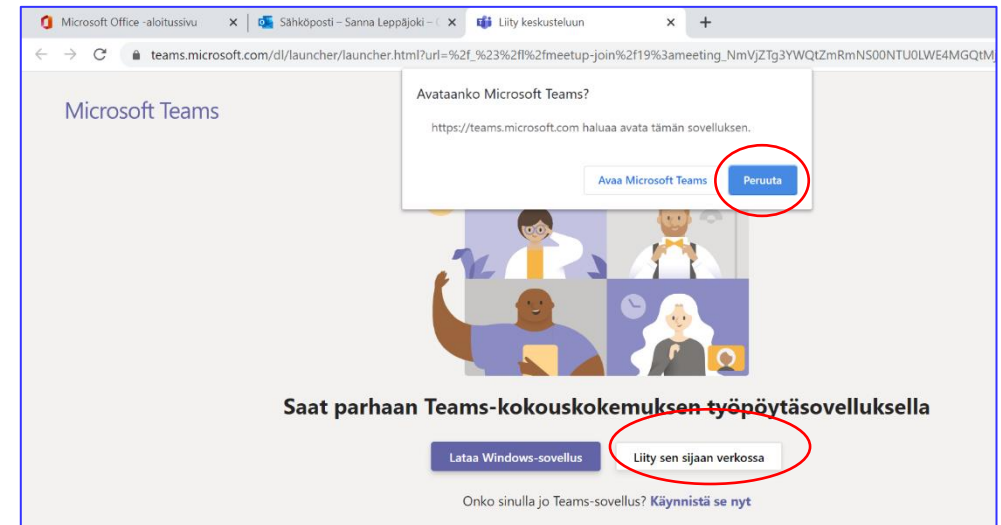 Microsoft Office -aloitussivu
Sähköposti – Sanna Leppäjoki –
Liity keskusteluun
teams.microsoft.com/dl/launcher/launcher.html?url=%2f_%23%2fl%2fmeetup-join%2f19%3ameeting_NmVjZTg3YWQtZmRmNS00NTU0LWE4MGQtMj
Microsoft Teams
Avataanko Microsoft Teams?
https://teams.microsoft.com haluaa avata tämän sovelluksen.
Avaa Microsoft Teams Peruuta
Saat parhaan Teams-kokouskokemuksen työpöytäsovelluksella
Lataa Windows-sovellus Liity sen sijaan verkossa
Onko sinulla jo Teams-sovellus? Käynnistä se nyt